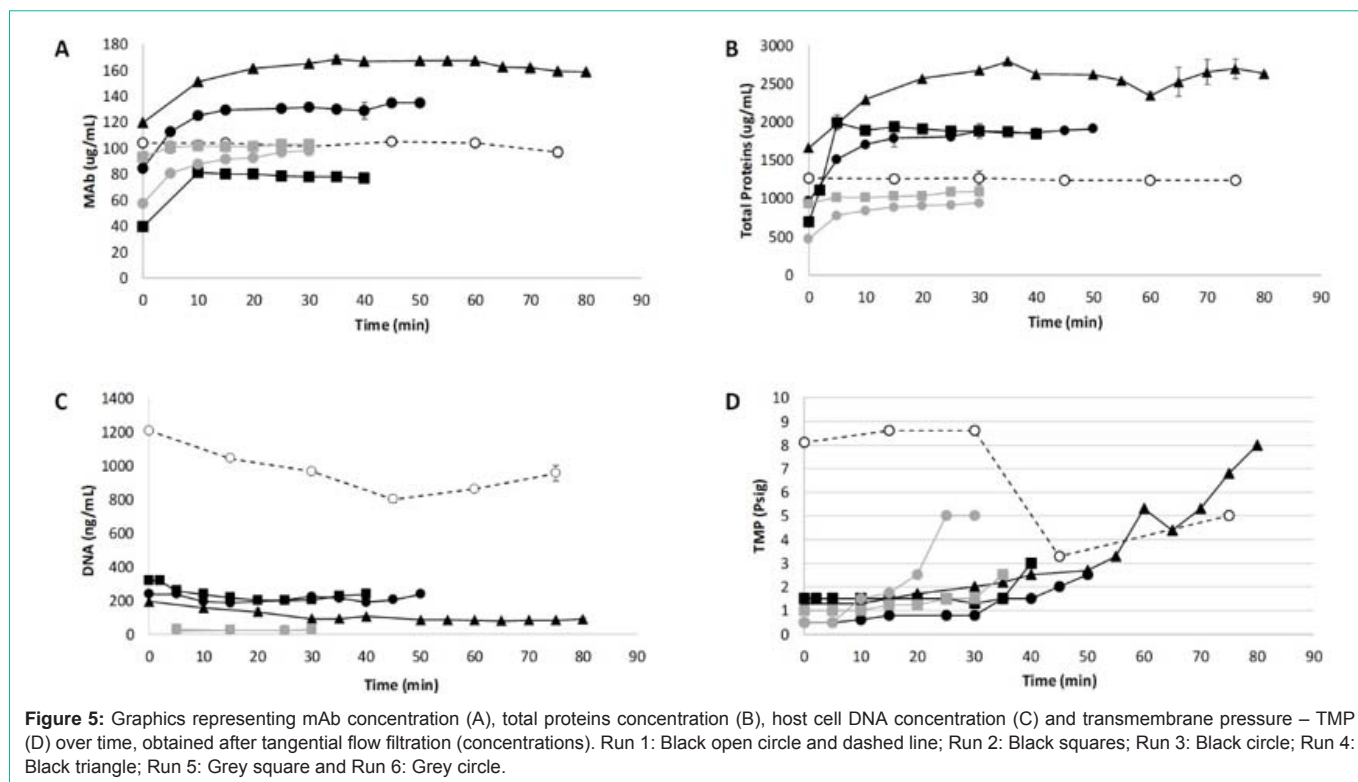 A
MAb (ug/mL)
180
160
140
120
100
80
60
40
20
0
0 10 20 30 40 50 60 70 80 90
Time (min)
B
Total Proteins (ug/mL)
3000
2500
2000
1500
1000
500
0
0 10 20 30 40 50 60 70 80 90
Time (min)
C
DNA (ng/mL)
1400
1200
1000
800
600
400
200
0
0 10 20 30 40 50 60 70 80 90
Time (min)
D
TMP (Psig)
10
9
8
7
6
5
4
3
2
1
0
0 10 20 30 40 50 60 70 80 90
Time (min)
Figure 5: Graphics representing mAb concentration (A), total proteins concentration (B), host cell DNA concentration (C) and transmembrane pressure – TMP
(D) over time, obtained after tangential flow filtration (concentrations). Run 1: Black open circle and dashed line; Run 2: Black squares; Run 3: Black circle; Run 4:
Black triangle; Run 5: Grey square and Run 6: Grey circle.